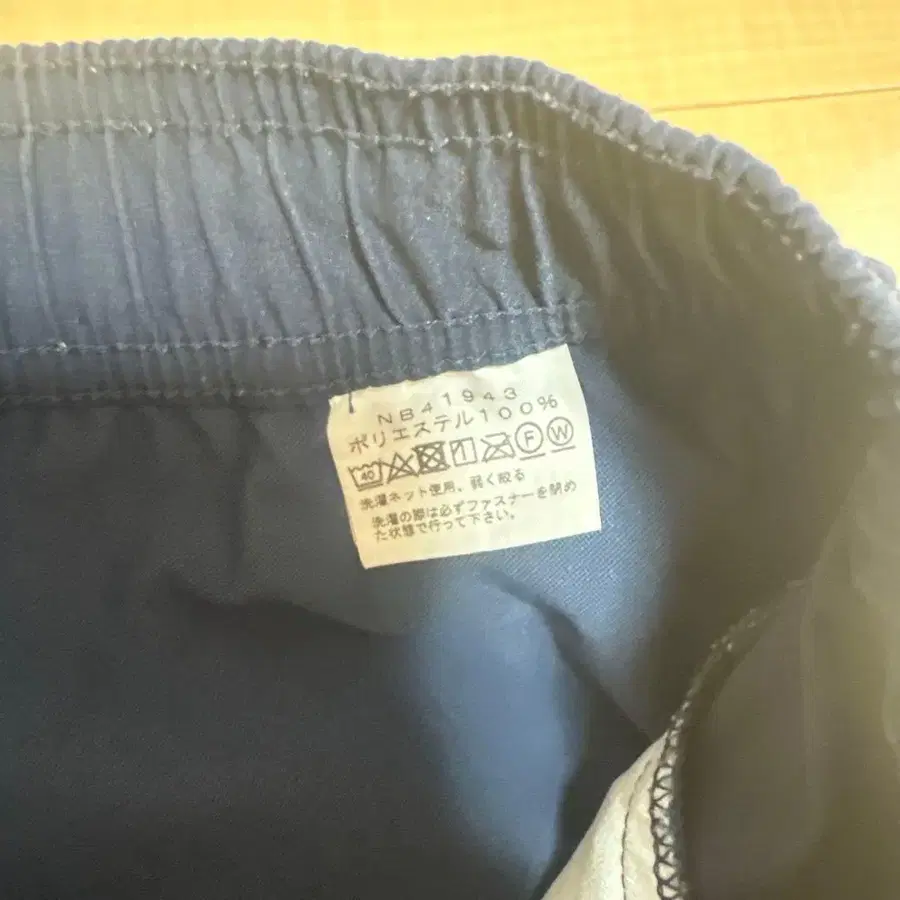 NB41943
ポリエステル100%
40 F W
洗濯ネット使用、弱く絞る
洗濯の際は必ずファスナーを閉め
た状態で行って下さい。